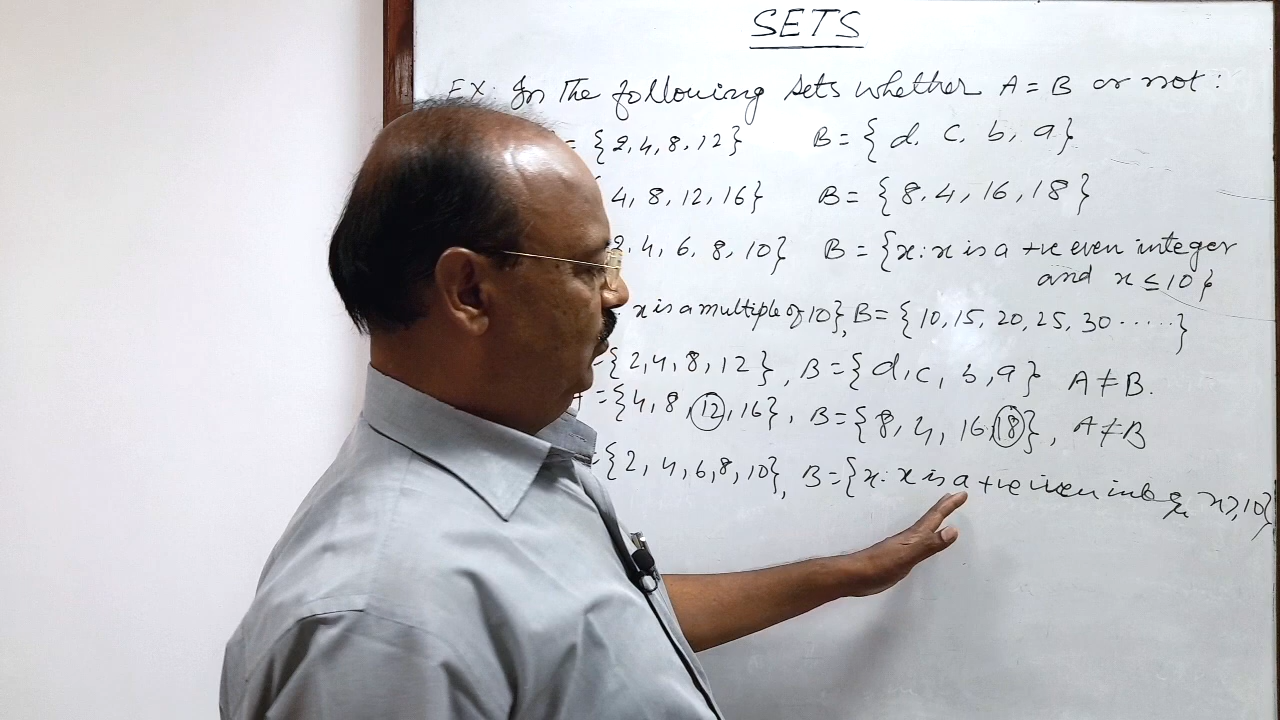 SETS
EX: In the following sets whether A = B or not:
= {2,4,8,12} B = { d, c, b, a}
4, 8, 12, 16} B = {8,4,16,18}
2,4, 6, 8, 10} B = {x: x is a +ve even integer
and x ≤ 10}
x is a multiple of 10}, B = {10,15,20,25,30.....}
={2,4,8,12}, B={d,c,b,a} A≠B.
A ={4,8,12,16}, B={8,4,16,18}, A≠B
={2,4,6,8,10}, B={x: x is a +ve even x≥10}